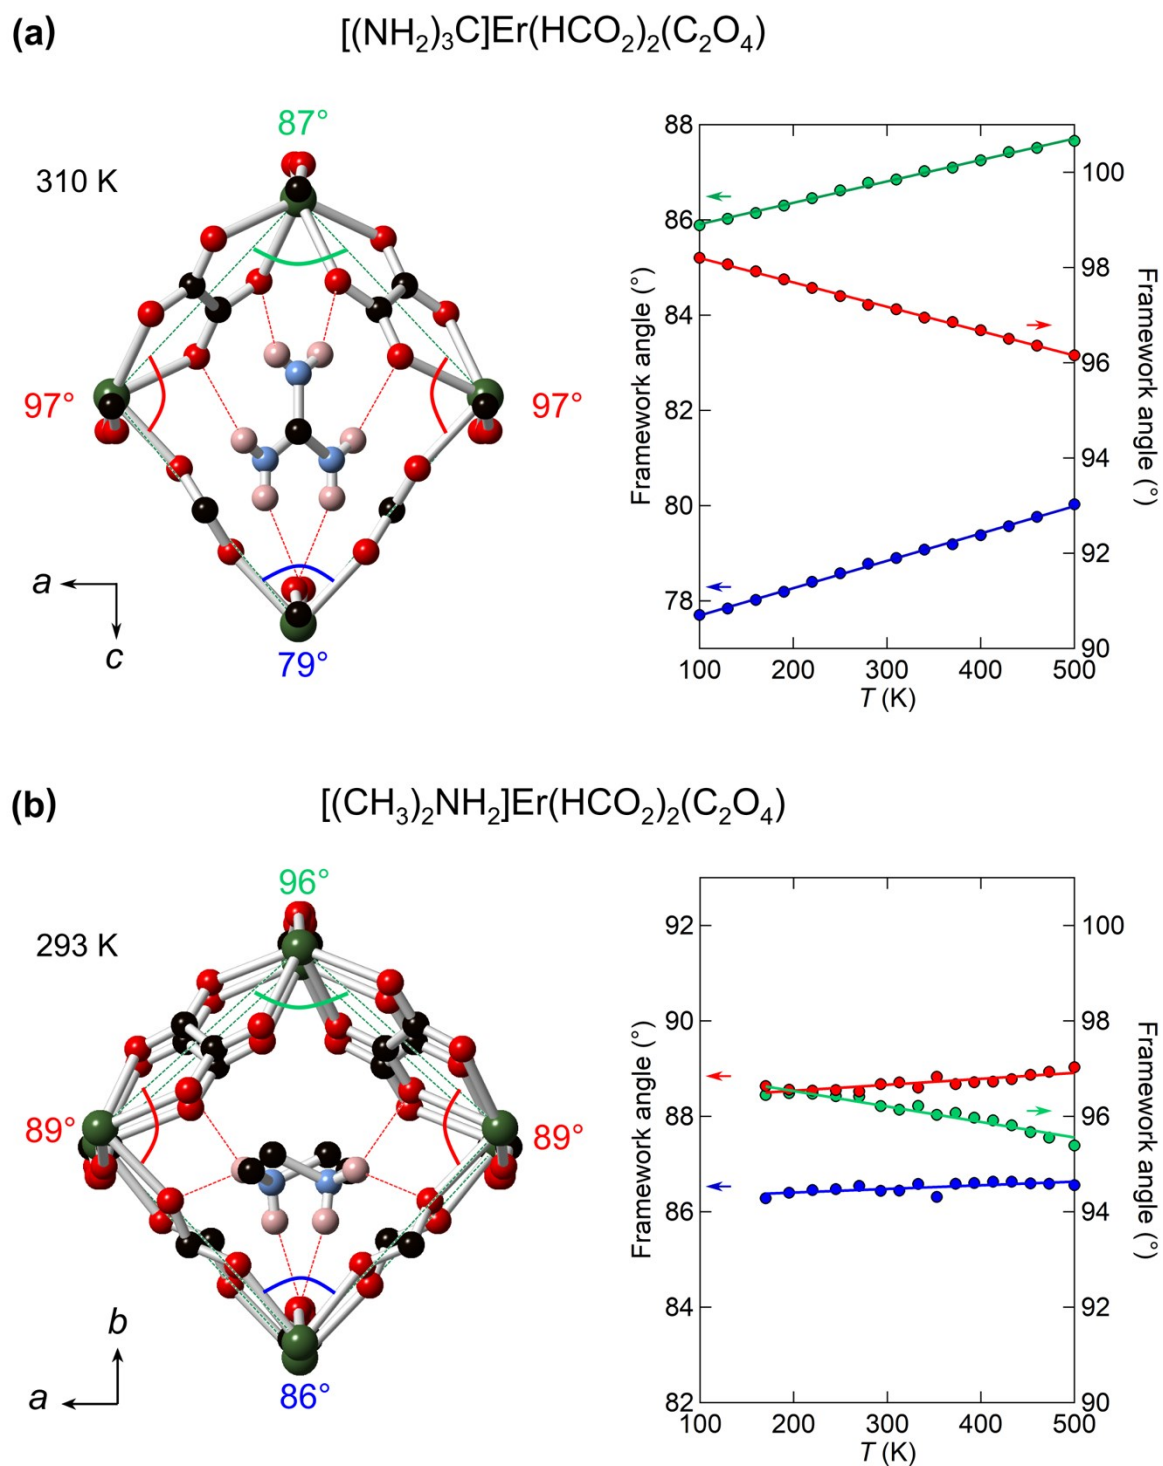 (a) [(NH₂)₃C]Er(HCO₂)₂(C₂O₄)
310 K
87°
97°
97°
79°
a
c
88
86
84
82
80
78
Framework angle (°)
100
98
96
94
92
90
Framework angle (°)
100 200 300 400 500
T (K)
(b) [(CH₃)₂NH₂]Er(HCO₂)₂(C₂O₄)
293 K
96°
89°
89°
86°
b
a
92
90
88
86
84
82
Framework angle (°)
100
98
96
94
92
90
Framework angle (°)
100 200 300 400 500
T (K)